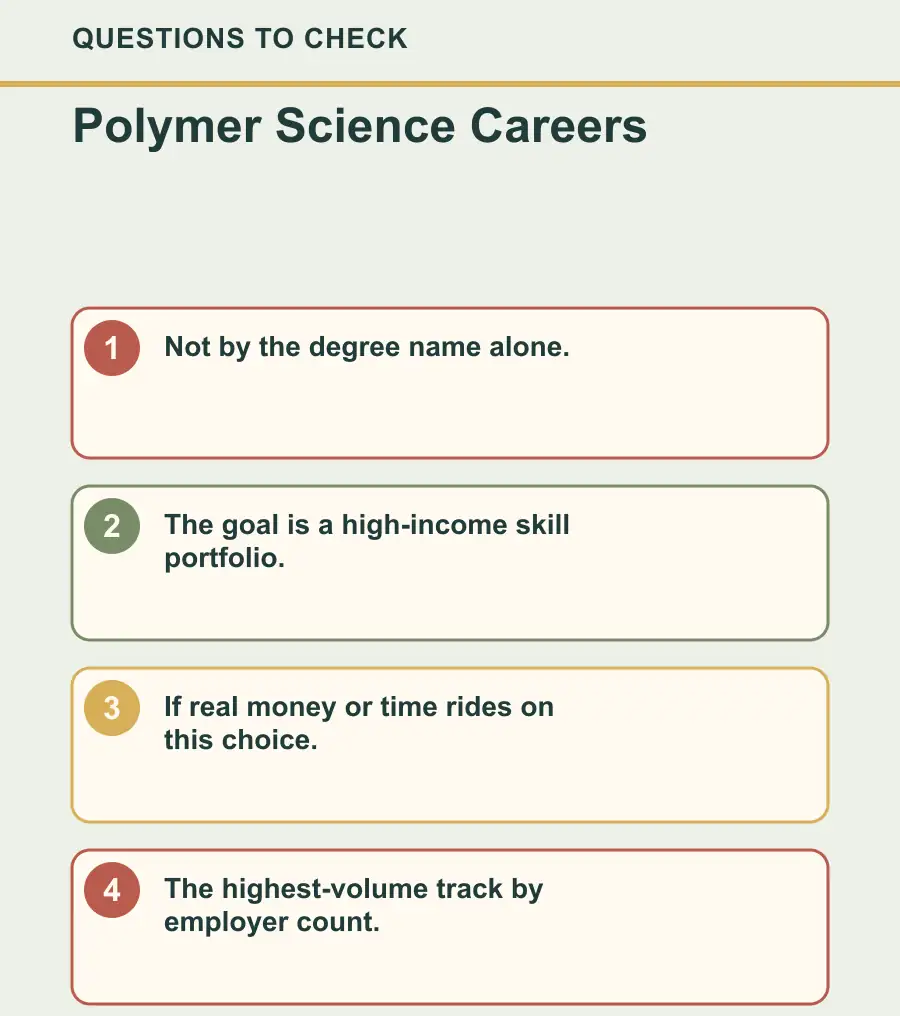 QUESTIONS TO CHECK
Polymer Science Careers
1 Not by the degree name alone.
2 The goal is a high-income skill
portfolio.
3 If real money or time rides on
this choice.
4 The highest-volume track by
employer count.